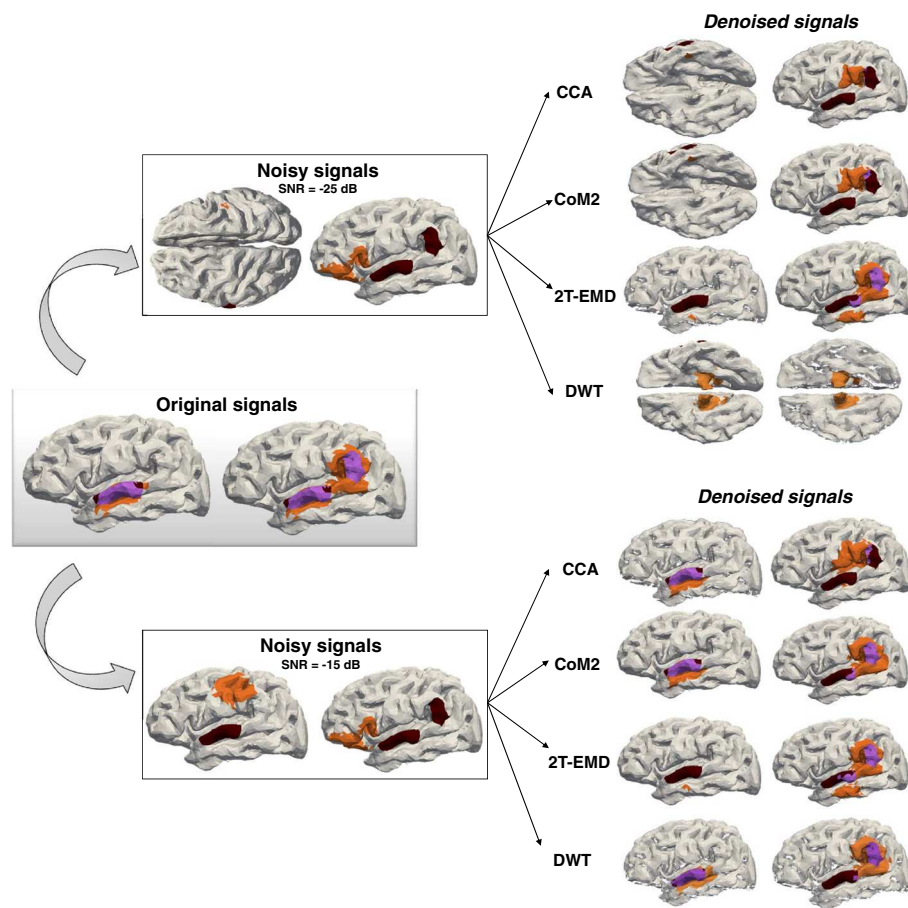 Denoised signals
CCA
Noisy signals
SNR = -25 dB
CoM2
2T-EMD
DWT
Original signals
Denoised signals
CCA
Noisy signals
SNR = -15 dB
CoM2
2T-EMD
DWT